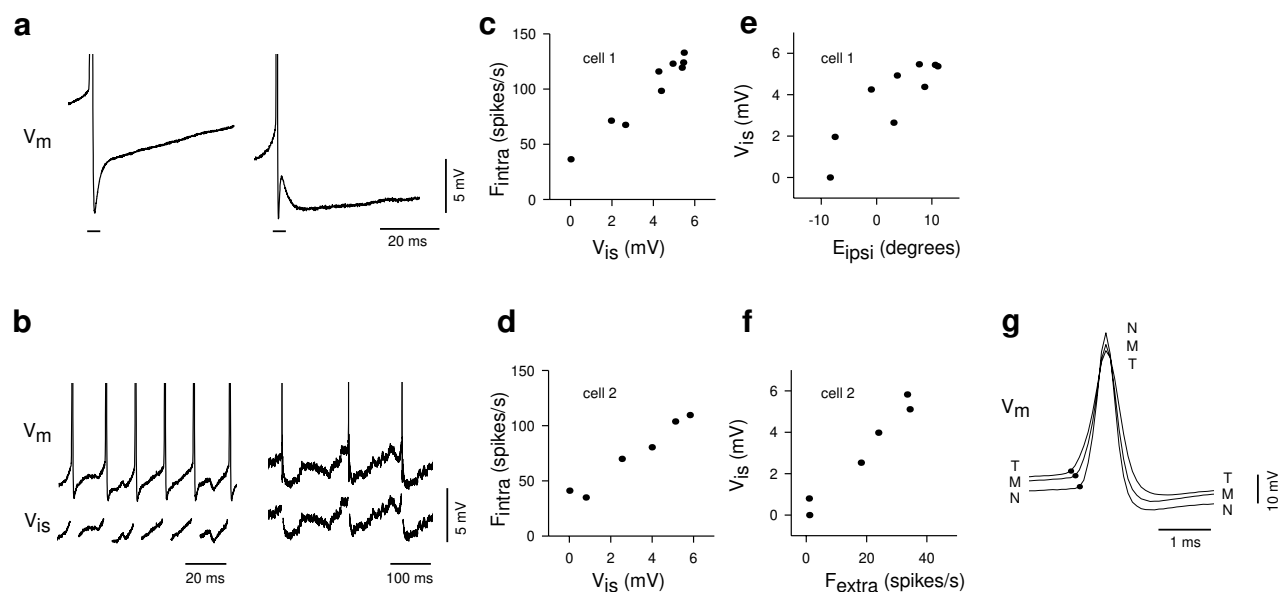 a
Vm
5 mV
20 ms
b
Vm
Vis
5 mV
20 ms
100 ms
c
cell 1
Fintra (spikes/s)
150
100
50
0
0 2 4 6
Vis (mV)
d
cell 2
Fintra (spikes/s)
150
100
50
0
0 2 4 6
Vis (mV)
e
cell 1
Vis (mV)
6
4
2
0
-10 0 10
Eipsi (degrees)
f
cell 2
Vis (mV)
6
4
2
0
0 20 40
Fextra (spikes/s)
g
N
M
T
Vm
T
M
N
T
M
N
10 mV
1 ms